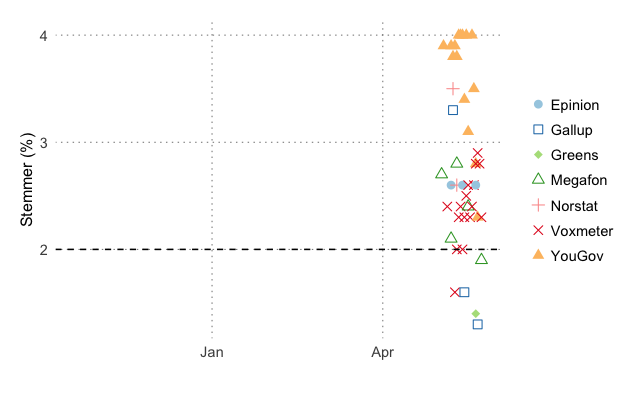 4
3
2
Stemmer (%)
Jan
Apr
Epinion
Gallup
Greens
Megafon
Norstat
Voxmeter
YouGov